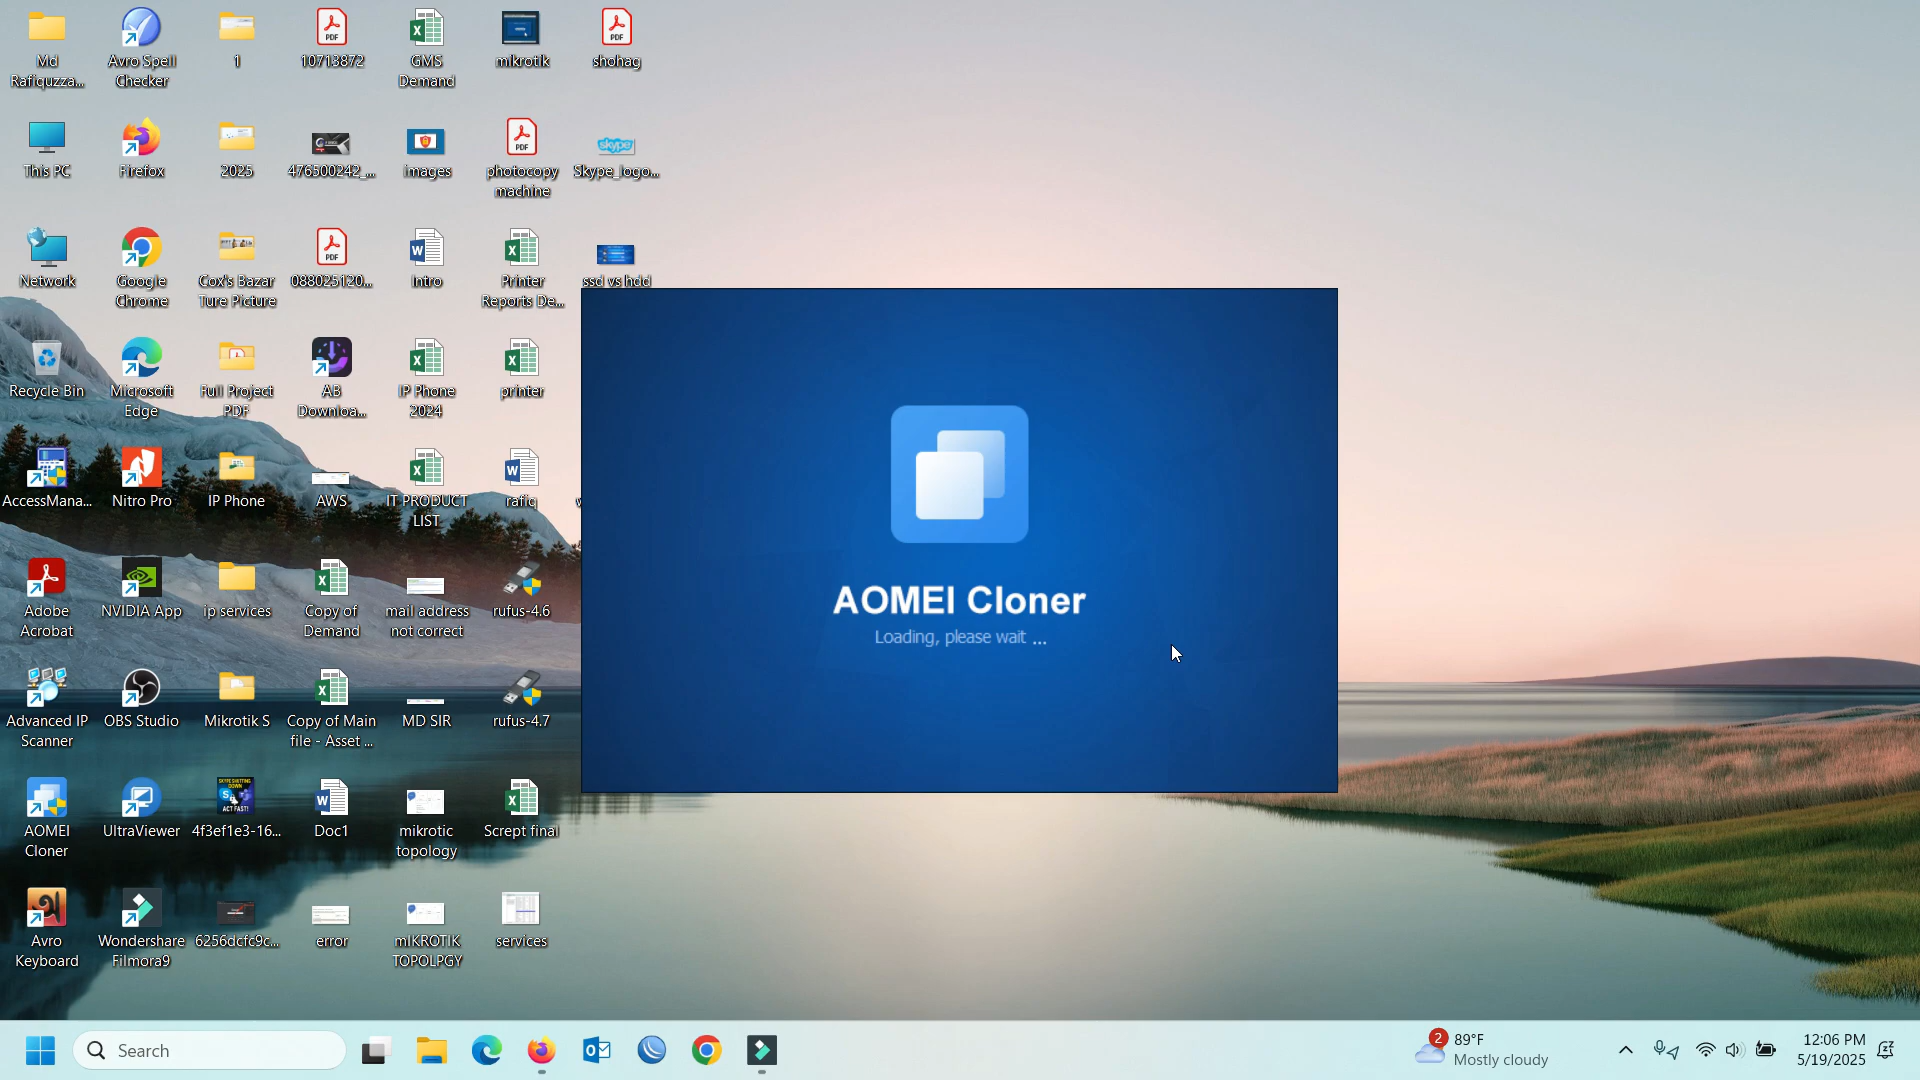 Md
Rafiquzza...
Avro Spell
Checker
1
10713872
GMS
Demand
mikrotik
shohag
This PC
Firefox
2025
476500242_...
images
photocopy
machine
Skype_logo...
Network
Google
Chrome
Cox's Bazar
Ture Picture
088025120...
Intro
Printer
Reports De...
ssd vs hdd
Recycle Bin
Microsoft
Edge
Full Project
PDF
AB
Downloa...
IP Phone
2024
printer
AccessMana...
Nitro Pro
IP Phone
AWS
IT PRODUCT
LIST
rafiq
Adobe
Acrobat
NVIDIA App
ip services
Copy of
Demand
mail address
not correct
rufus-4.6
Advanced IP
Scanner
OBS Studio
Mikrotik S
Copy of Main
file - Asset ...
MD SIR
rufus-4.7
AOMEI
Cloner
UltraViewer
4f3ef1e3-16...
Doc1
mikrotic
topology
Scrept final
Avro
Keyboard
Wondershare
Filmora9
6256dcfc9c...
error
mIKROTIK
TOPOLPGY
services
AOMEI Cloner
Loading, please wait ...
Search
2
89°F
Mostly cloudy
12:06 PM
5/19/2025